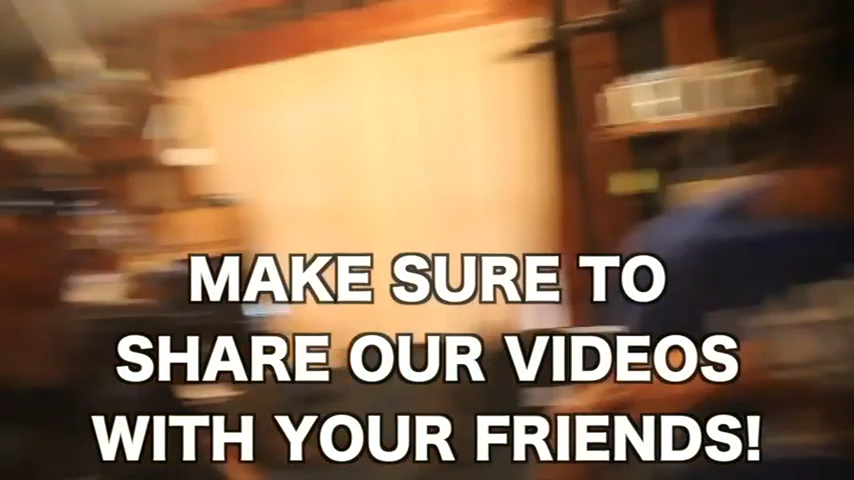 MAKE SURE TO
SHARE OUR VIDEOS
WITH YOUR FRIENDS!